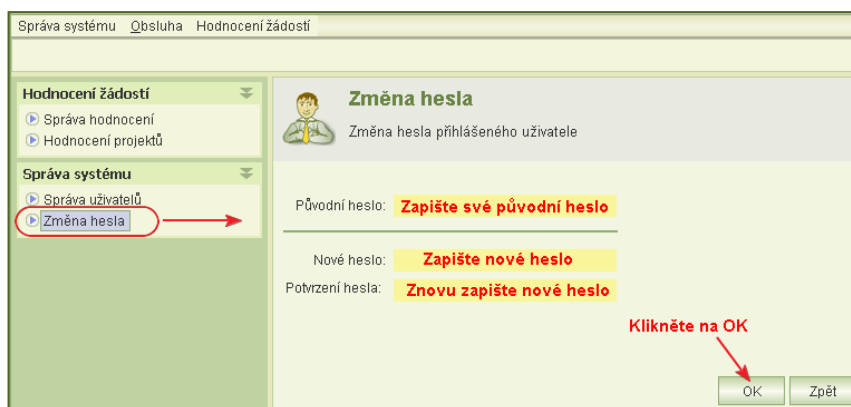 Správa systému Obsluha Hodnocení žádostí
Hodnocení žádostí
Správa hodnocení
Hodnocení projektů
Správa systému
Správa uživatelů
Změna hesla
Změna hesla
Změna hesla přihlášeného uživatele
Původní heslo: Zapište své původní heslo
Nové heslo: Zapište nové heslo
Potvrzení hesla: Znovu zapište nové heslo
Klikněte na OK
OK Zpět